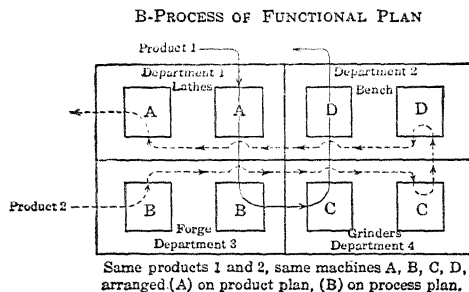 B-PROCESS OF FUNCTIONAL PLAN
Product 1
Department 1
Lathes
Department 2
Bench
A A D D
Product 2
B B C C
Forge
Department 3
Grinders
Department 4
Same products 1 and 2, same machines A, B, C, D,
arranged (A) on product plan, (B) on process plan.